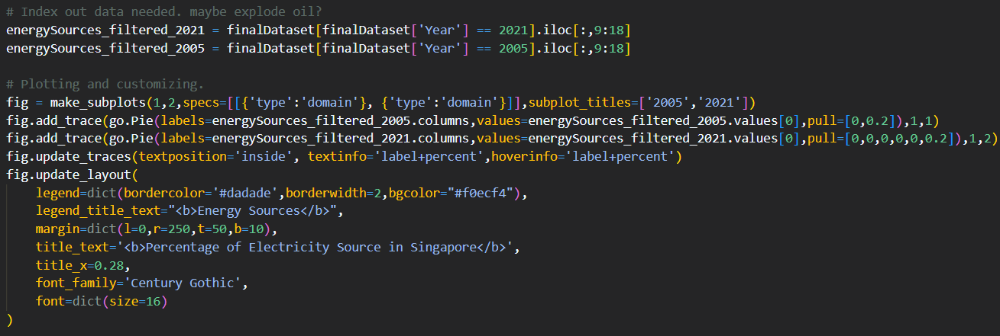 # Index out data needed. maybe explode oil?
energySources_filtered_2021 = finalDataset[finalDataset['Year'] == 2021].iloc[:,9:18]
energySources_filtered_2005 = finalDataset[finalDataset['Year'] == 2005].iloc[:,9:18]

# Plotting and customizing.
fig = make_subplots(1,2,specs=[[{'type':'domain'}, {'type':'domain'}]],subplot_titles=['2005','2021'])
fig.add_trace(go.Pie(labels=energySources_filtered_2005.columns,values=energySources_filtered_2005.values[0],pull=[0,0.2]),1,1)
fig.add_trace(go.Pie(labels=energySources_filtered_2021.columns,values=energySources_filtered_2021.values[0],pull=[0,0,0,0,0,0.2]),1,2)
fig.update_traces(textposition='inside', textinfo='label+percent',hoverinfo='label+percent')
fig.update_layout(
    legend=dict(bordercolor='#dadade',borderwidth=2,bgcolor="#f0ecf4"),
    legend_title_text="<b>Energy Sources</b>",
    margin=dict(l=0,r=250,t=50,b=10),
    title_text='<b>Percentage of Electricity Source in Singapore</b>',
    title_x=0.28,
    font_family='Century Gothic',
    font=dict(size=16)
)